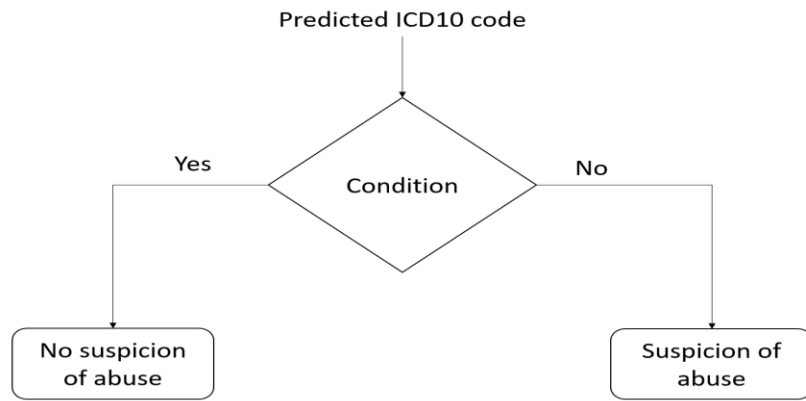 Predicted ICD10 code
Yes
No
Condition
No suspicion
of abuse
Suspicion of
abuse